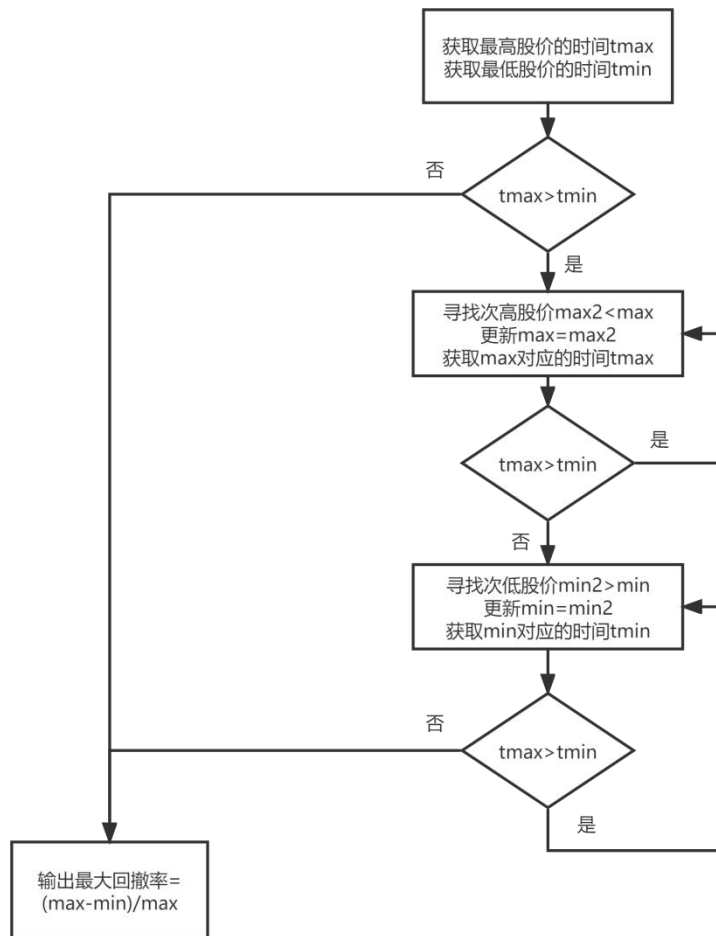 获取最高股价的时间tmax
获取最低股价的时间tmin
否
tmax>tmin
是
寻找次高股价max2<max
更新max=max2
获取max对应的时间tmax
是
tmax>tmin
否
寻找次低股价min2>min
更新min=min2
获取min对应的时间tmin
否
tmax>tmin
是
输出最大回撤率=
(max-min)/max